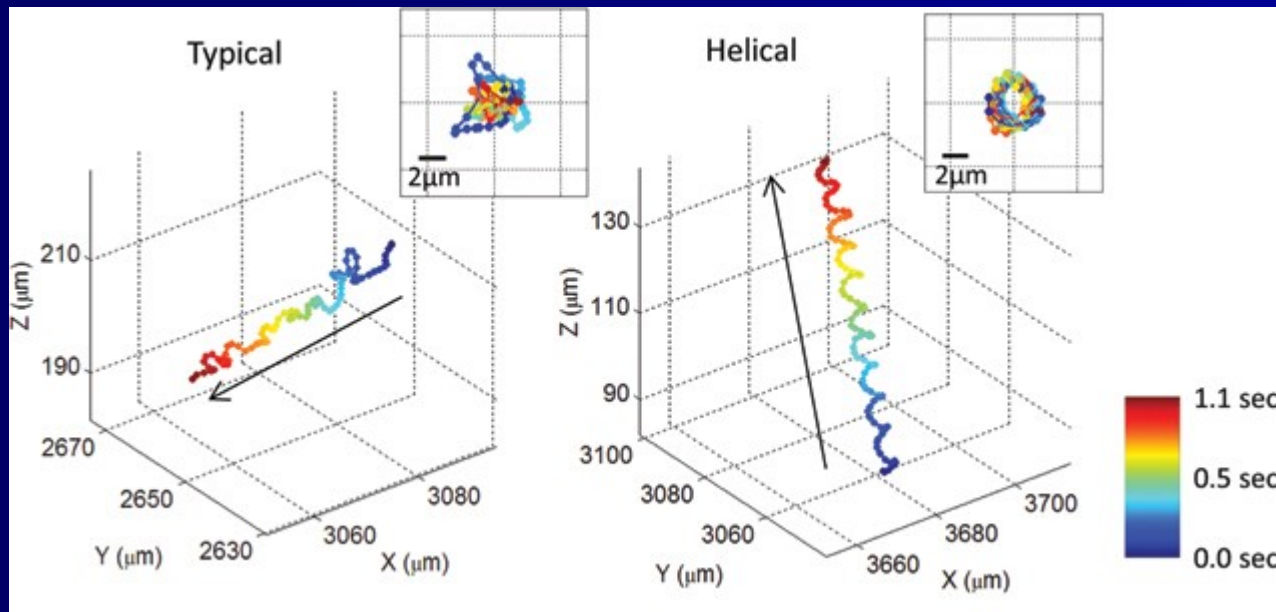 Typical
2μm
210
190
Z (μm)
2670
2650
2630
Y (μm)
3060
3080
X (μm)
Helical
2μm
130
110
90
Z (μm)
3100
3080
3060
Y (μm)
3660
3680
3700
X (μm)
1.1 sec
0.5 sec
0.0 sec